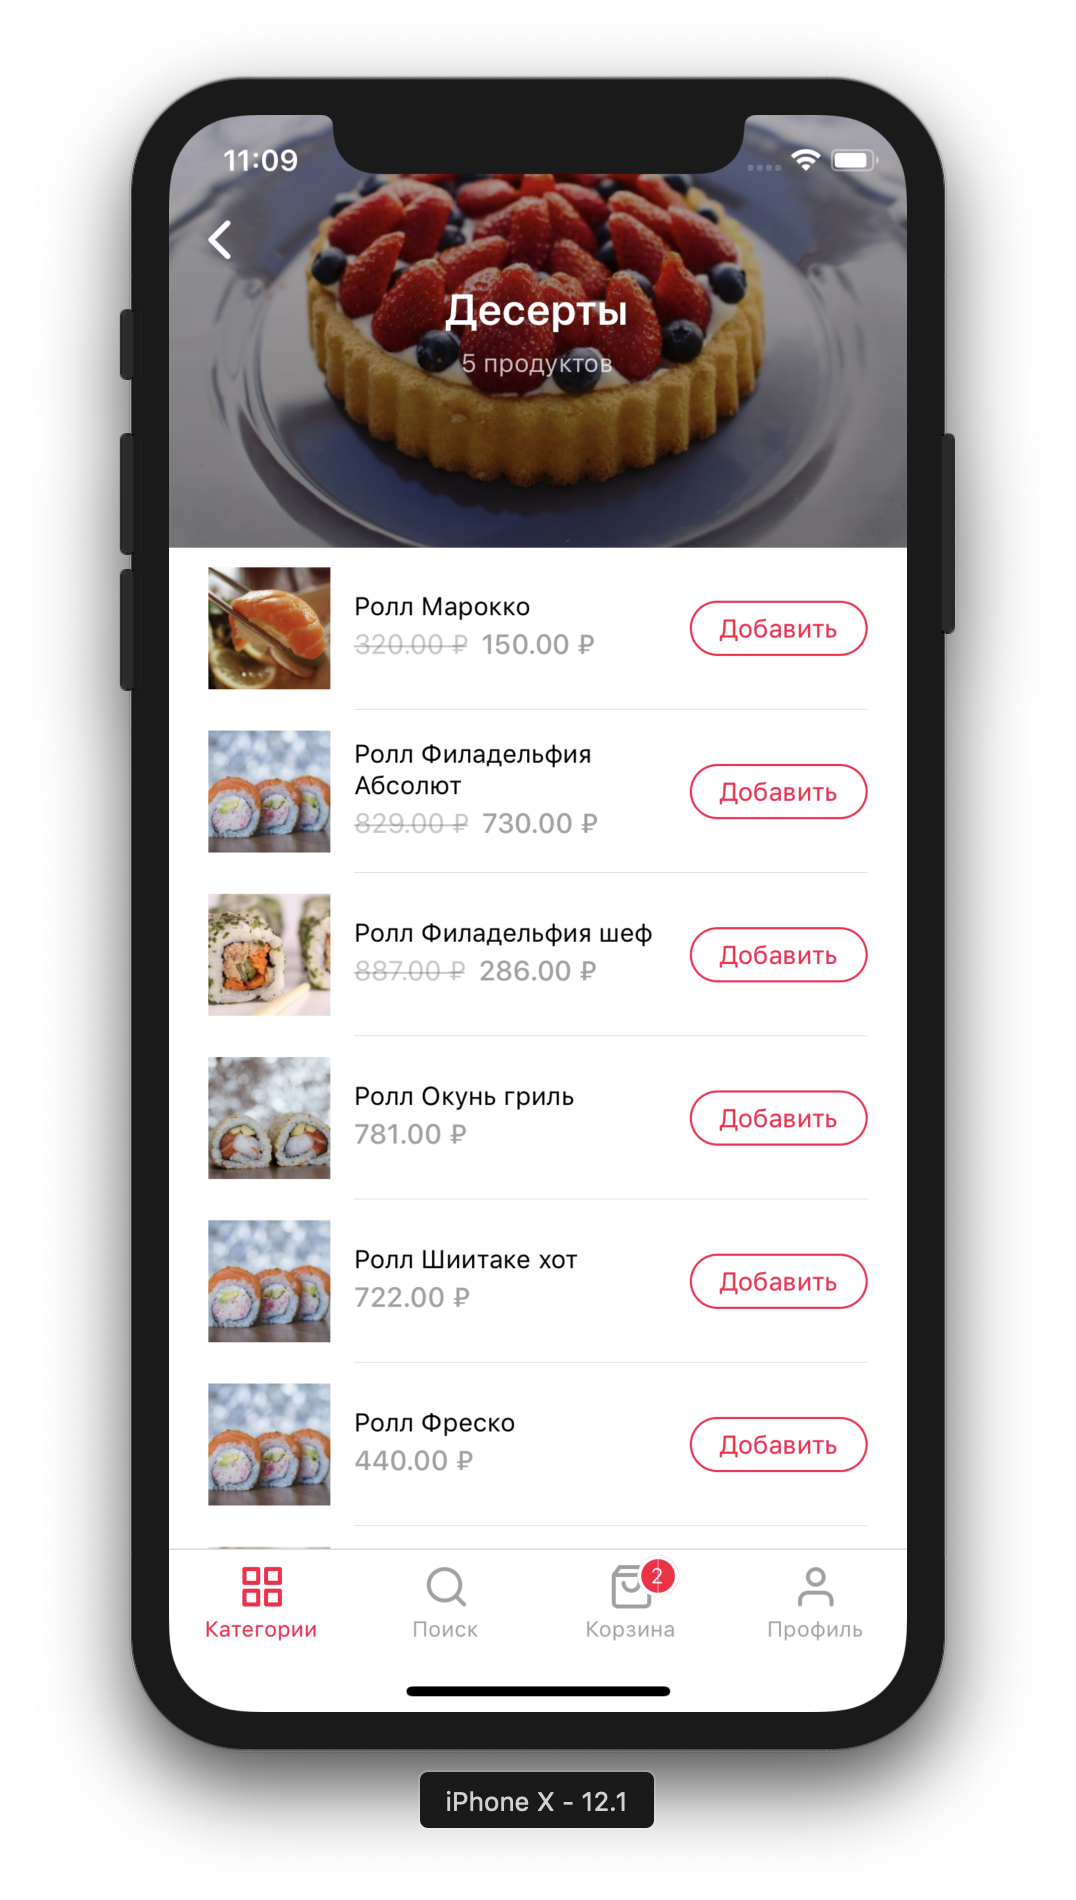 11:09
Десерты
5 продуктов
Ролл Марокко
320.00 ₽ 150.00 ₽
Добавить
Ролл Филадельфия
Абсолют
829.00 ₽ 730.00 ₽
Добавить
Ролл Филадельфия шеф
887.00 ₽ 286.00 ₽
Добавить
Ролл Окунь гриль
781.00 ₽
Добавить
Ролл Шиитаке хот
722.00 ₽
Добавить
Ролл Фреско
440.00 ₽
Добавить
2
Категории
Поиск
Корзина
Профиль
iPhone X - 12.1